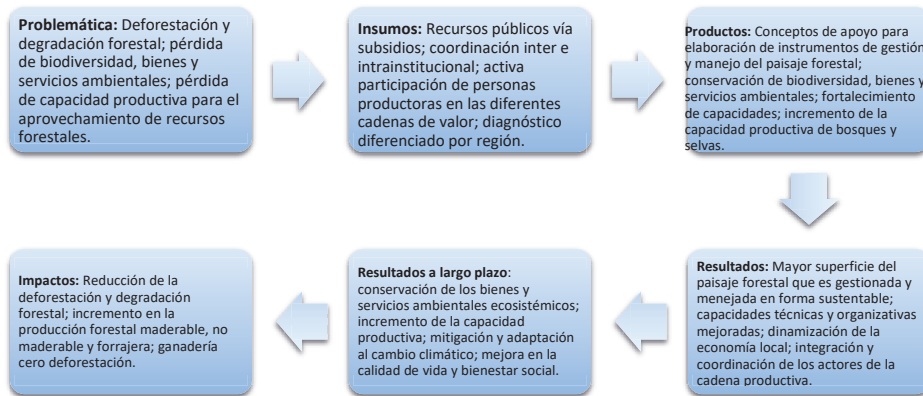 Problemática: Deforestación y
degradación forestal; pérdida
de biodiversidad, bienes y
servicios ambientales; pérdida
de capacidad productiva para el
aprovechamiento de recursos
forestales.
Insumos: Recursos públicos vía
subsidios; coordinación inter e
intrainstitucional; activa
participación de personas
productoras en las diferentes
cadenas de valor; diagnóstico
diferenciado por región.
Productos: Conceptos de apoyo para
elaboración de instrumentos de gestión
y manejo del paisaje forestal;
conservación de biodiversidad, bienes y
servicios ambientales; fortalecimiento
de capacidades; incremento de la
capacidad productiva de bosques y
selvas.
Resultados: Mayor superficie del
paisaje forestal que es gestionada y
menejada en forma sustentable;
capacidades técnicas y organizativas
mejoradas; dinamización de la
economía local; integración y
coordinación de los actores de la
cadena productiva.
Resultados a largo plazo:
conservación de los bienes y
servicios ambientales ecosistémicos;
incremento de la capacidad
productiva; mitigación y adaptación
al cambio climático; mejora en la
calidad de vida y bienestar social.
Impactos: Reducción de la
deforestación y degradación
forestal; incremento en la
producción forestal maderable, no
maderable y forrajera; ganadería
cero deforestación.